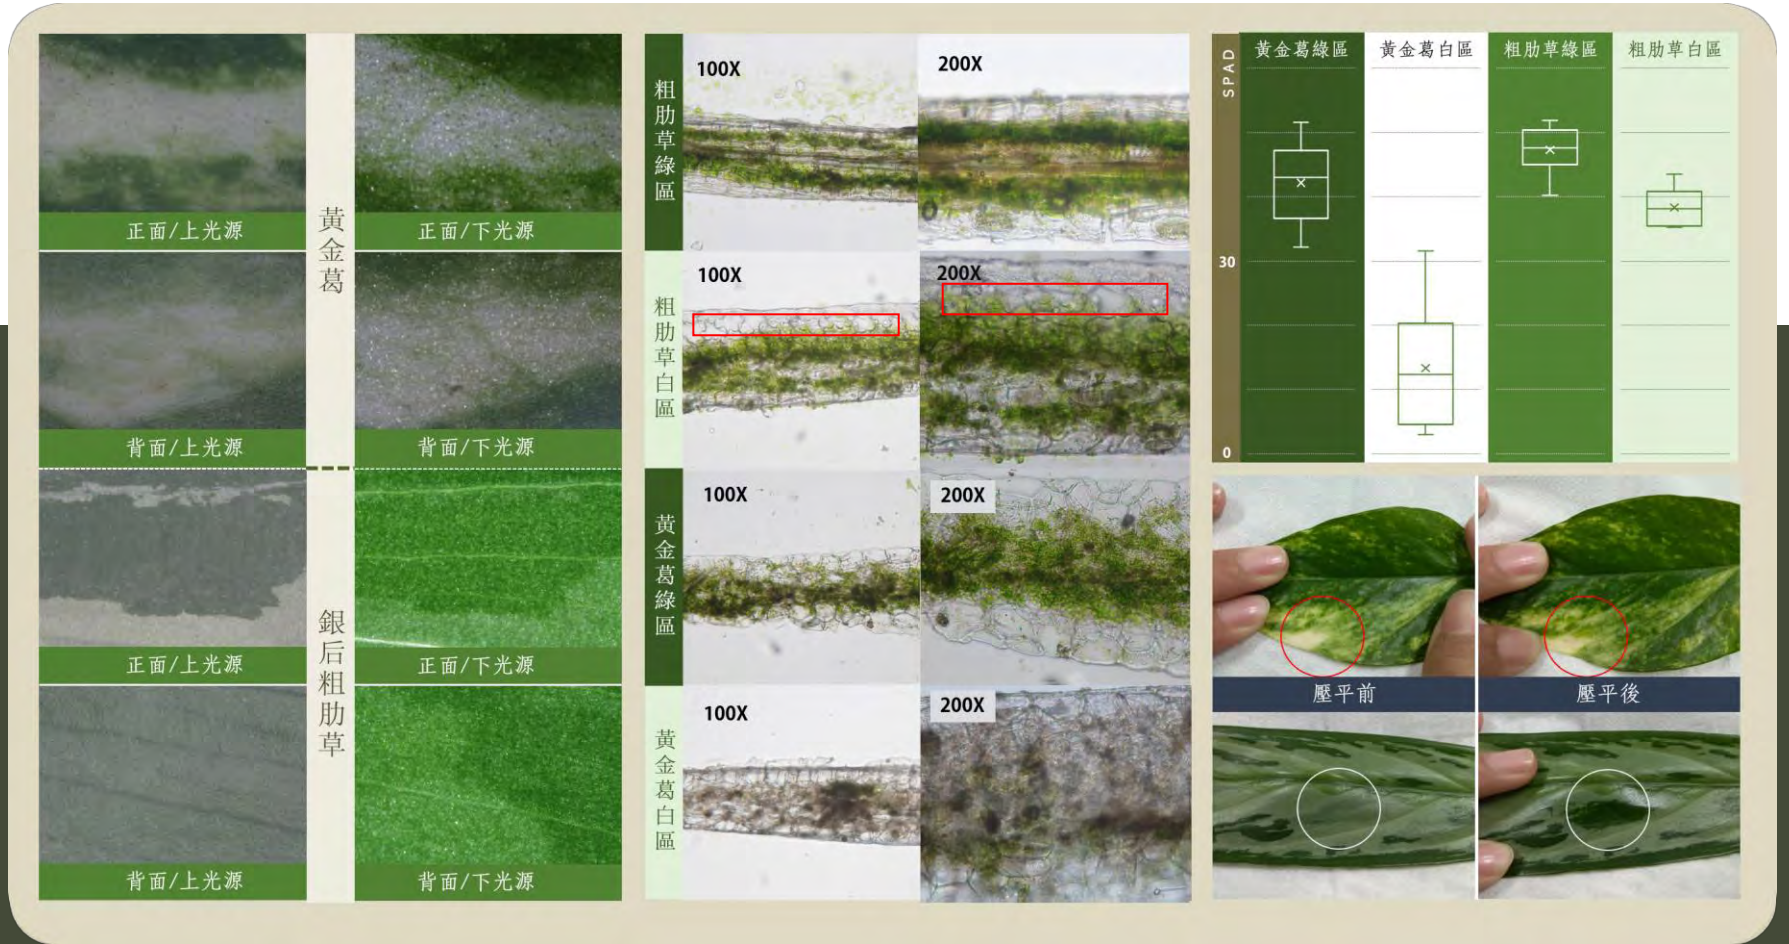 正面/上光源
正面/下光源
黃金葛
背面/上光源
背面/下光源
正面/上光源
正面/下光源
銀后粗肋草
背面/上光源
背面/下光源
粗肋草綠區
100X
200X
粗肋草白區
100X
200X
黃金葛綠區
100X
200X
黃金葛白區
100X
200X
SPAD
黃金葛綠區
黃金葛白區
粗肋草綠區
粗肋草白區
30
0
壓平前
壓平後